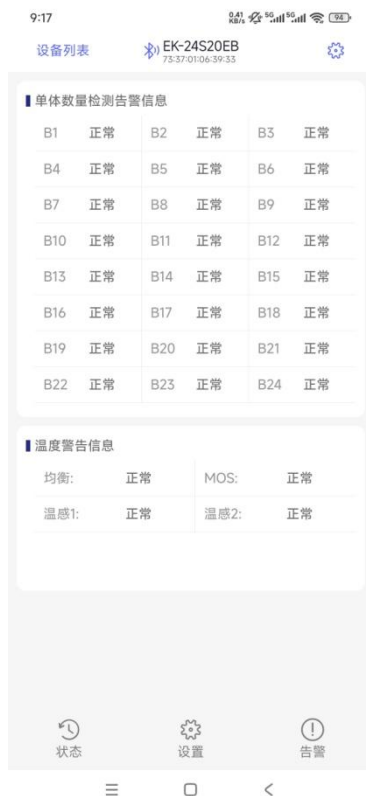 9:17 0.41 KB/s 5G 5G 94
设备列表 EK-24S20EB
73:37:01:06:39:33
单体数量检测告警信息
B1 正常 B2 正常 B3 正常
B4 正常 B5 正常 B6 正常
B7 正常 B8 正常 B9 正常
B10 正常 B11 正常 B12 正常
B13 正常 B14 正常 B15 正常
B16 正常 B17 正常 B18 正常
B19 正常 B20 正常 B21 正常
B22 正常 B23 正常 B24 正常
温度警告信息
均衡: 正常 MOS: 正常
温感1: 正常 温感2: 正常
状态 设置 告警